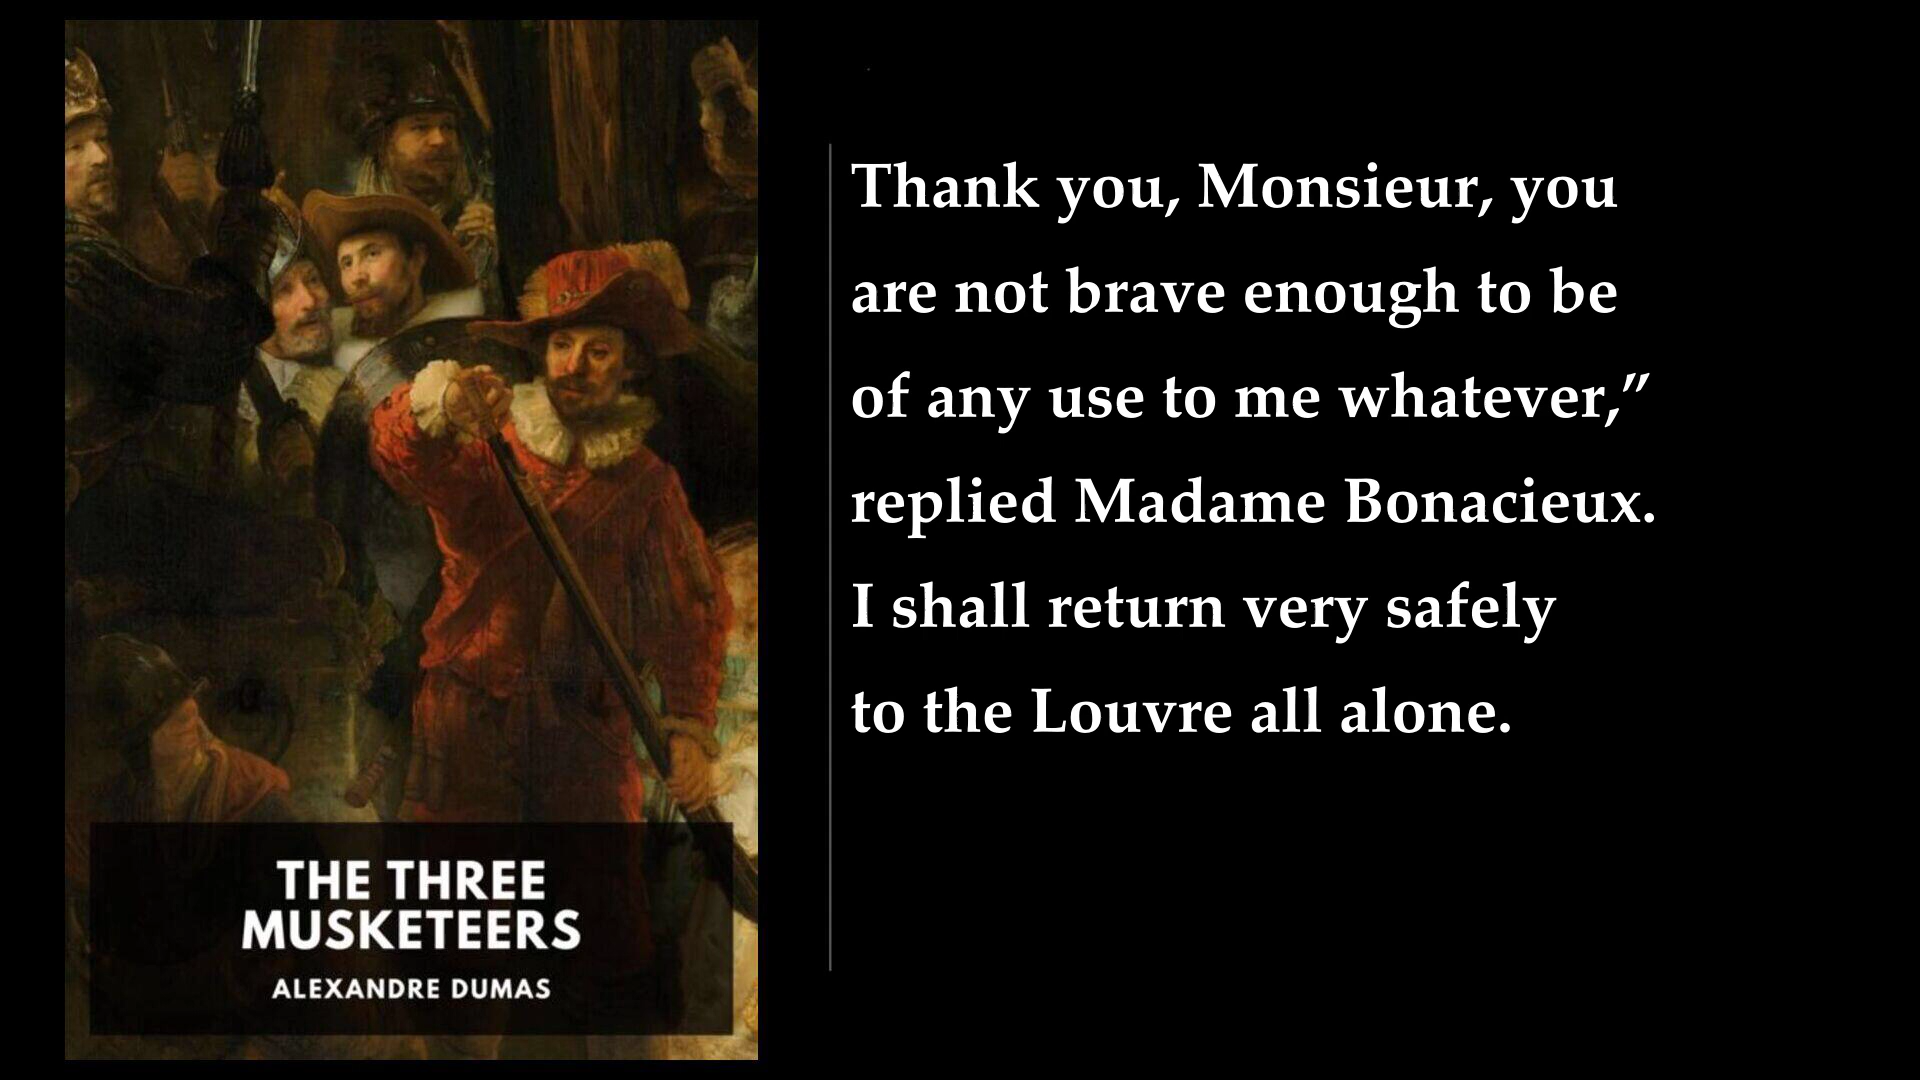 THE THREE
MUSKETEERS
ALEXANDRE DUMAS
Thank you, Monsieur, you
are not brave enough to be
of any use to me whatever,”
replied Madame Bonacieux.
I shall return very safely
to the Louvre all alone.